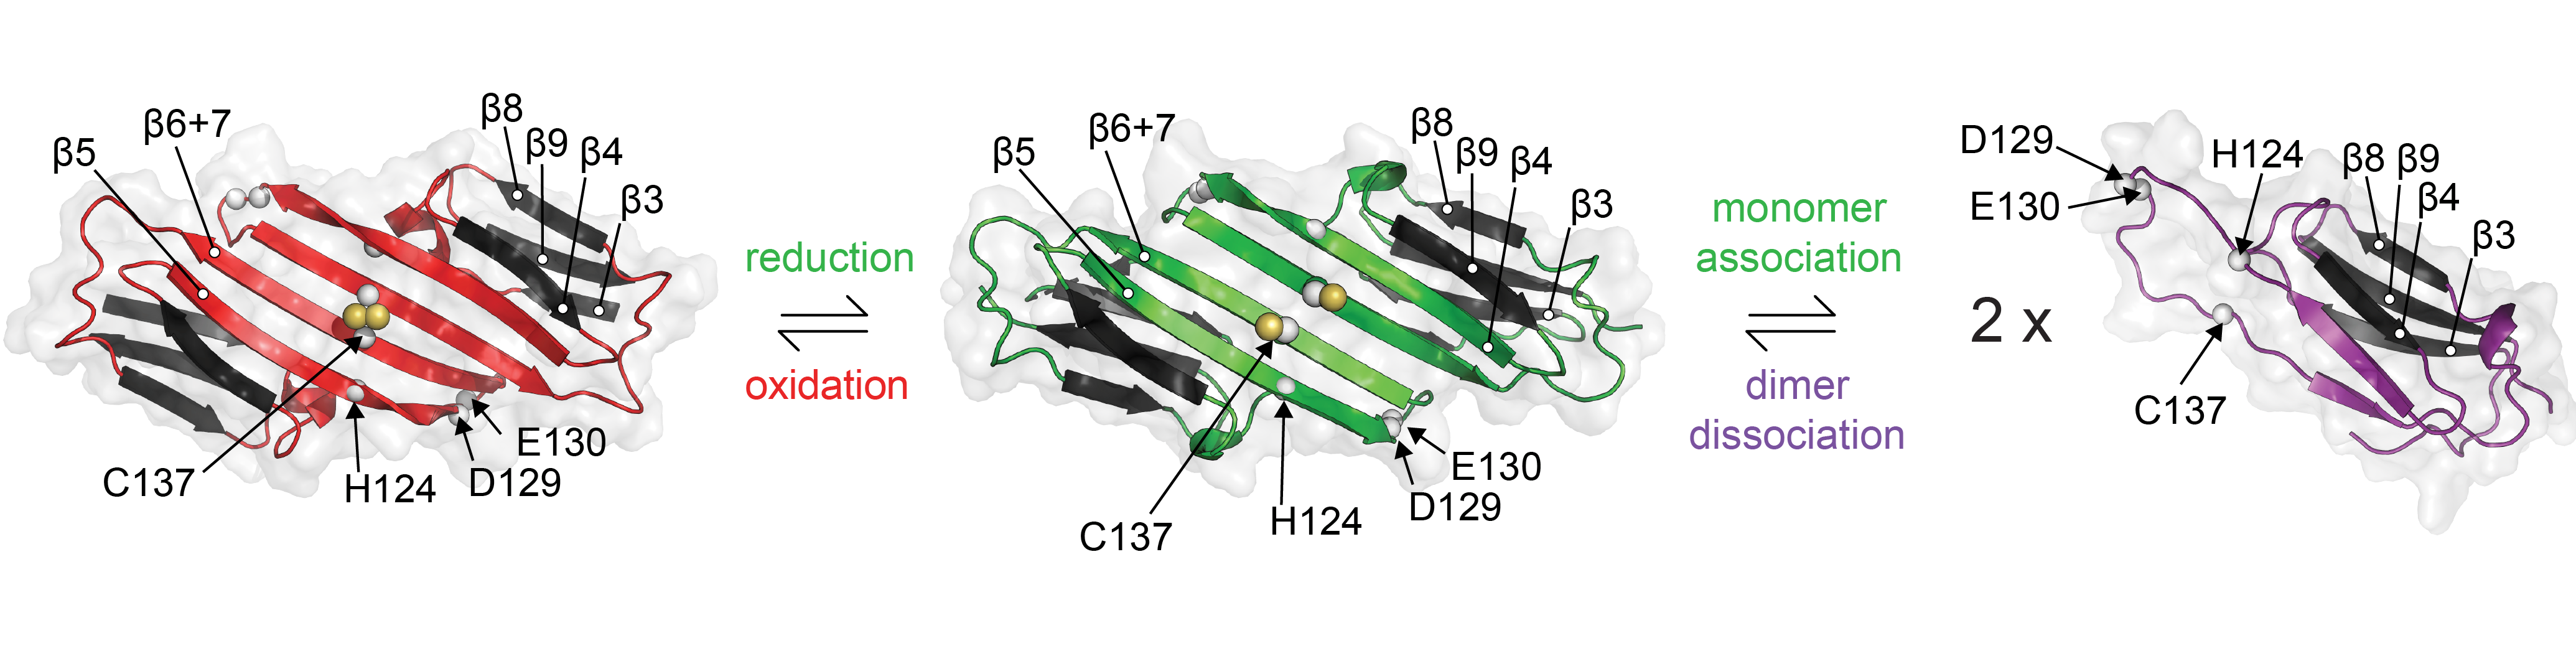 β5
β6+7
β8
β9
β4
β3
C137
H124
D129
E130
reduction
oxidation
β5
β6+7
β8
β9
β4
β3
C137
H124
D129
E130
monomer
association
dimer
dissociation
2 x
D129
E130
H124
C137
β8
β9
β4
β3